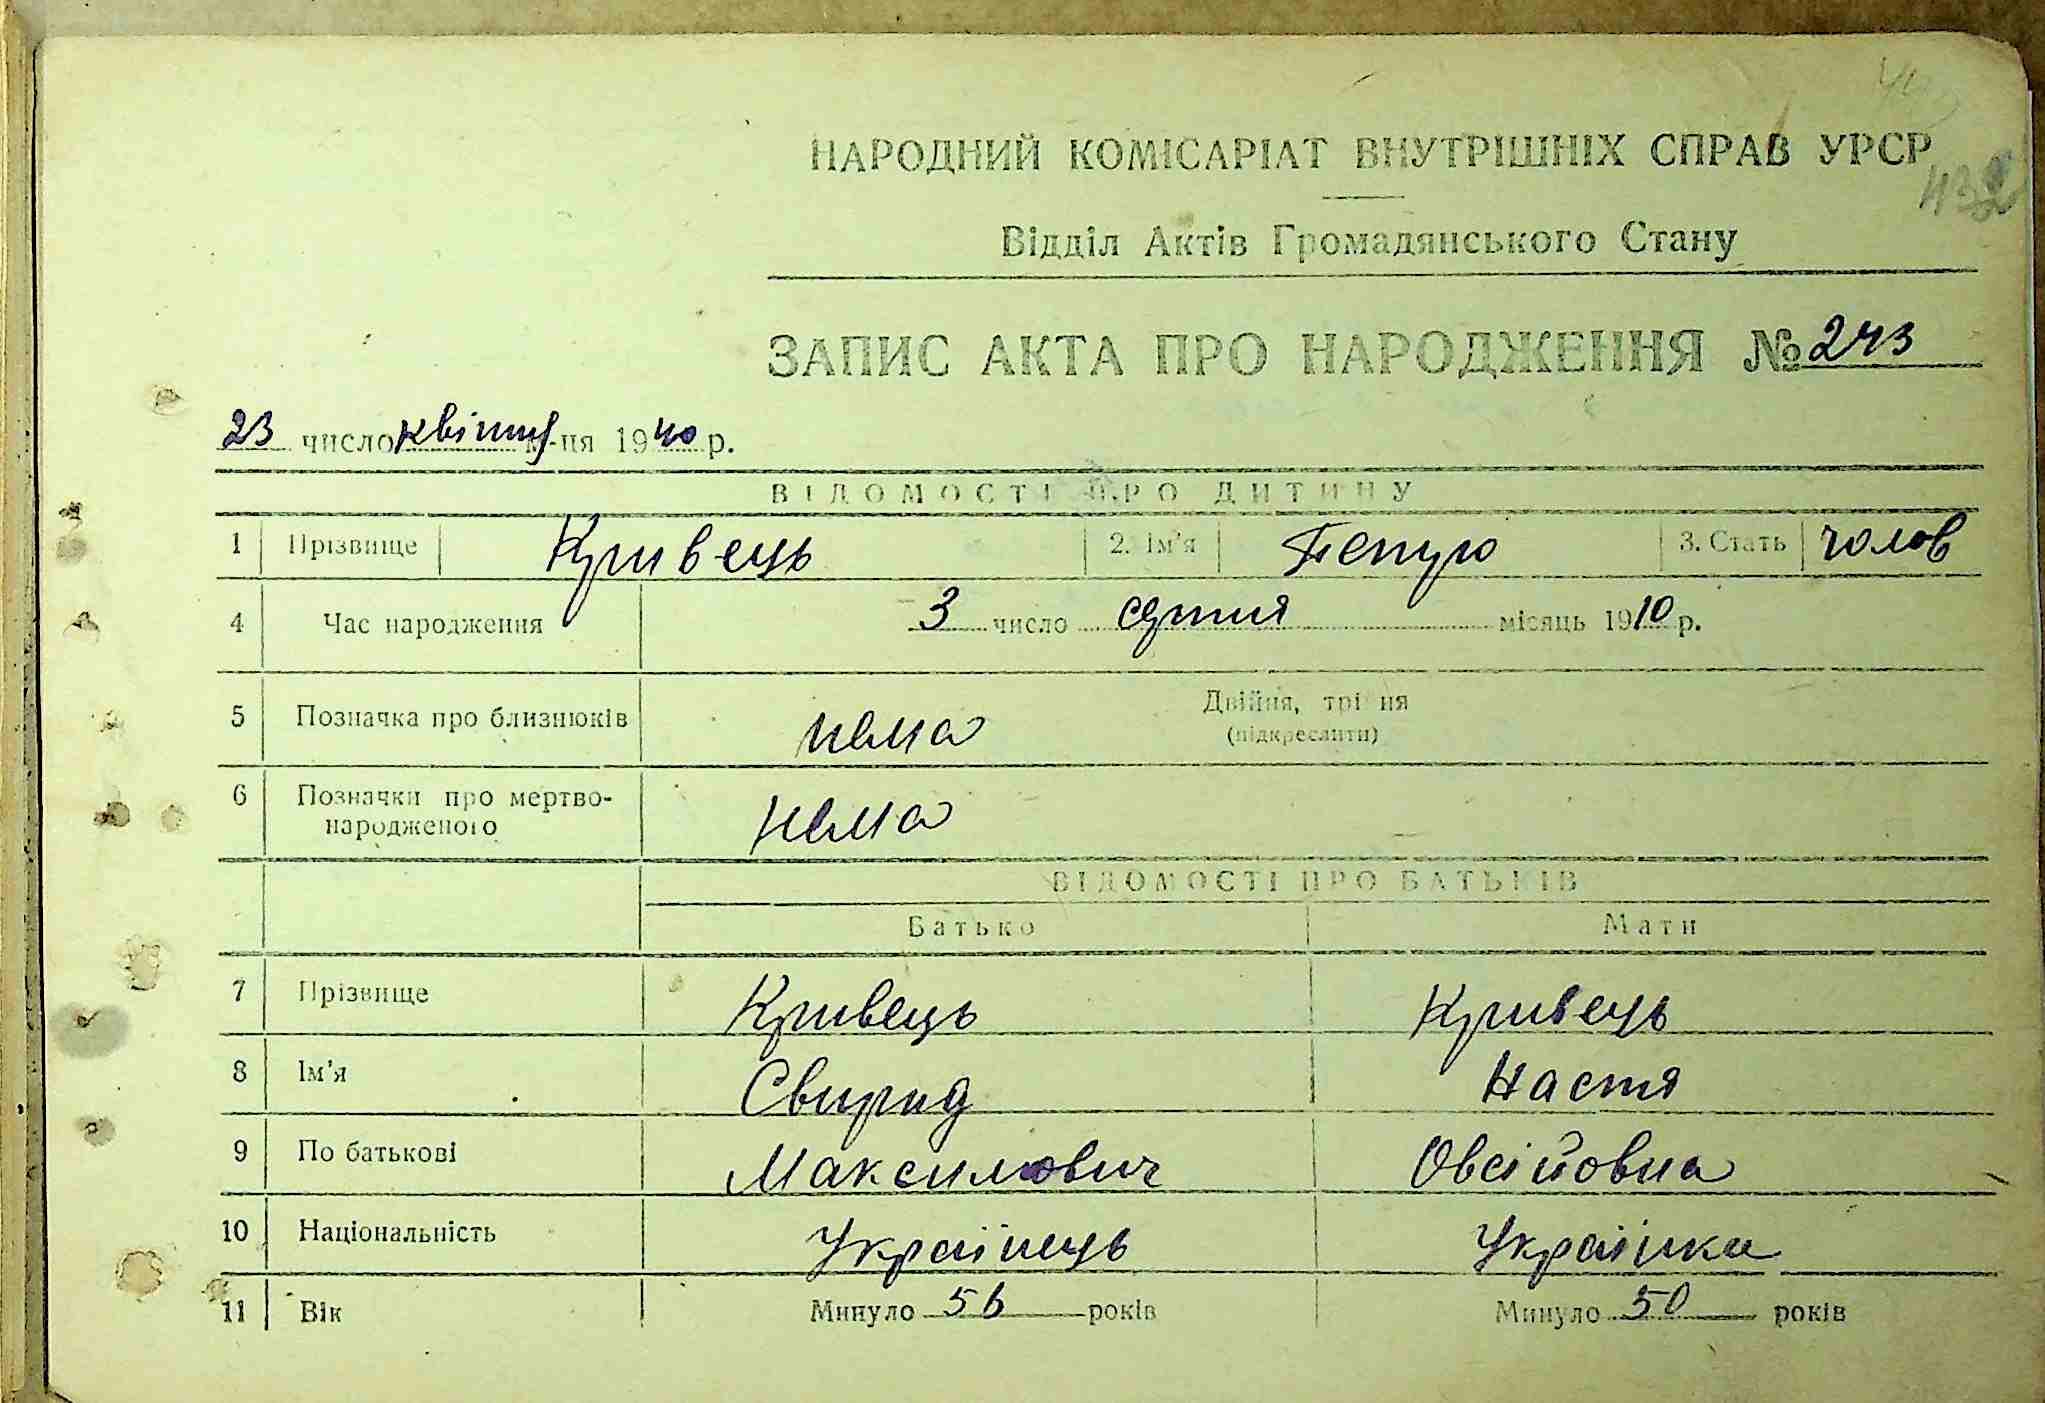 НАРОДНИЙ КОМІСАРІАТ ВНУТРІШНІХ СПРАВ УРСР
Відділ Актів Громадянського Стану
ЗАПИС АКТА ПРО НАРОДЖЕННЯ № 243
23 число квітня м-ця 1940 р.
ВІДОМОСТІ ПРО ДИТИНУ
1 Прізвище Кривець 2. Ім'я 3. Стать чолов
4 Час народження 3 число серпня місяць 1910 р.
5 Позначка про близнюків нема Двійня, трійня
(підкреслити)
6 Позначки про мертво-
народженого нема
ВІДОМОСТІ ПРО БАТЬКІВ
Батько Мати
7 Прізвище Кривець Кривець
8 Ім'я Свирид Настя
9 По батькові Максимович Овсійовна
10 Національність Українець Українка
11 Вік Минуло 56 років Минуло 50 років